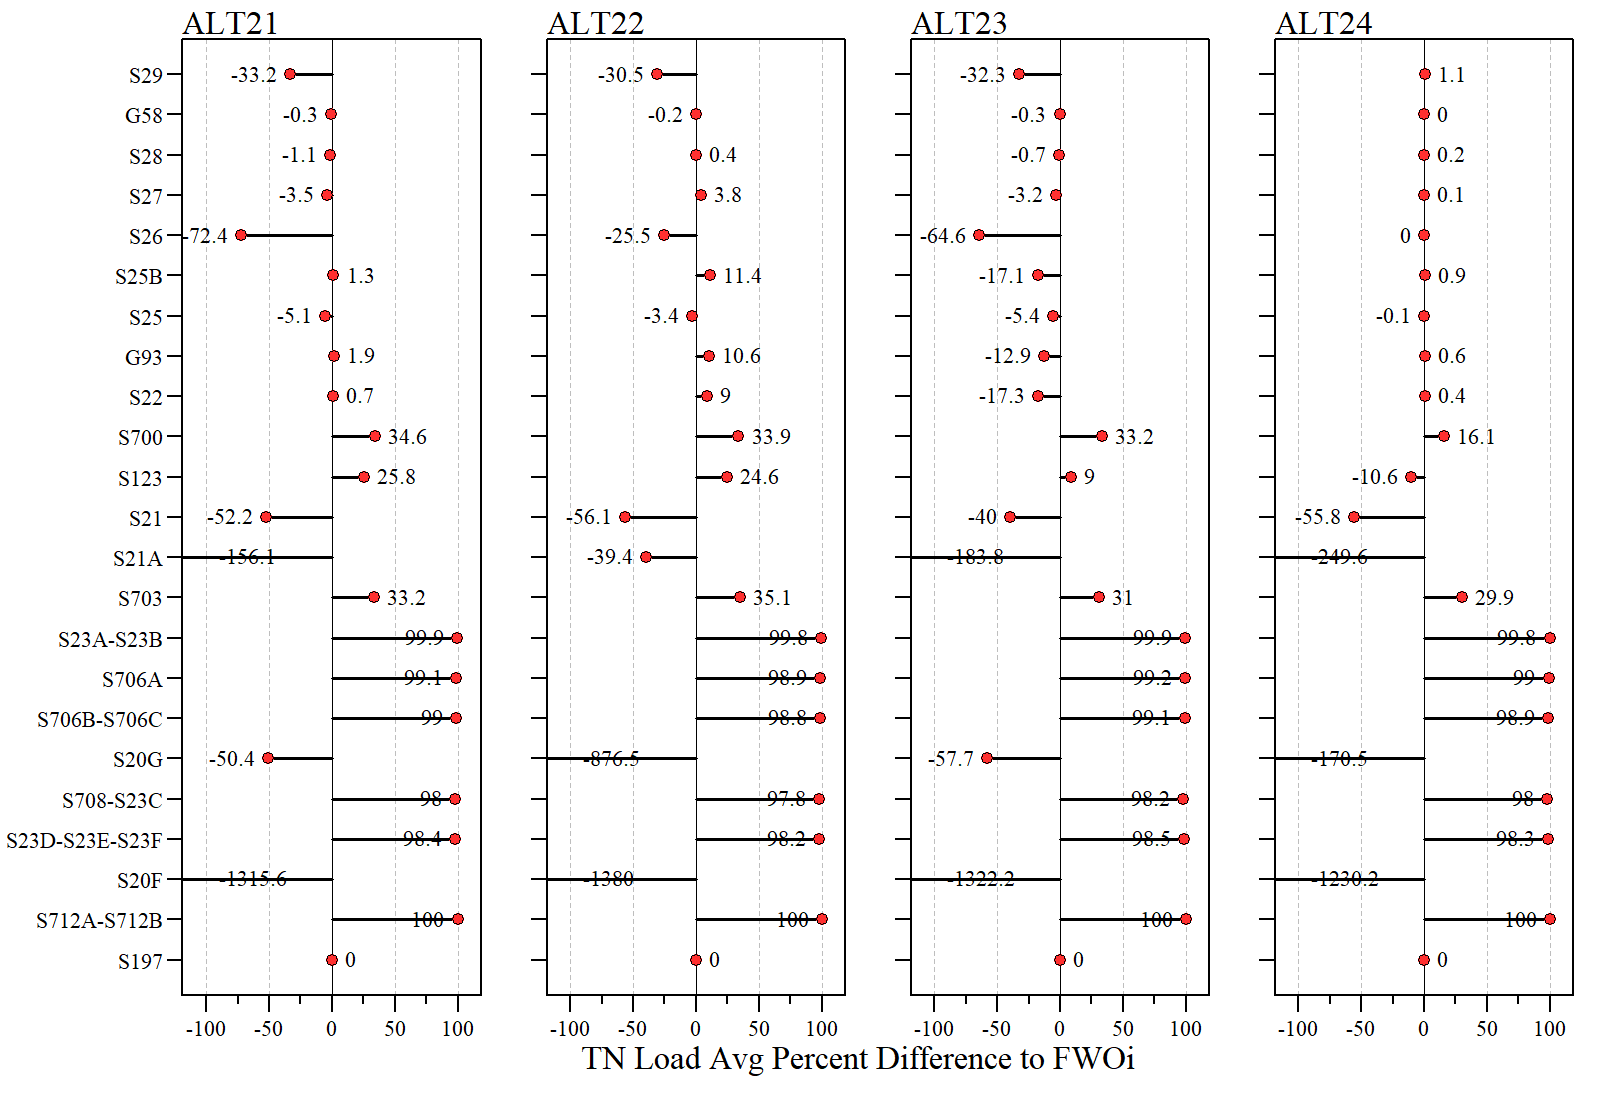 ALT21 ALT22 ALT23 ALT24
S29 -33.2 -30.5 -32.3 1.1
G58 -0.3 -0.2 -0.3 0
S28 -1.1 0.4 -0.7 0.2
S27 -3.5 3.8 -3.2 0.1
S26 -72.4 -25.5 -64.6 0
S25B 1.3 11.4 -17.1 0.9
S25 -5.1 -3.4 -5.4 -0.1
G93 1.9 10.6 -12.9 0.6
S22 0.7 9 -17.3 0.4
S700 34.6 33.9 33.2 16.1
S123 25.8 24.6 9 -10.6
S21 -52.2 -56.1 -40 -55.8
S21A -156.1 -39.4 -183.8 -249.6
S703 33.2 35.1 31 29.9
S23A-S23B 99.9 99.8 99.9 99.8
S706A 99.1 98.9 99.2 99
S706B-S706C 99 98.8 99.1 98.9
S20G -50.4 -876.5 -57.7 -170.5
S708-S23C 98 97.8 98.2 98
S23D-S23E-S23F 98.4 98.2 98.5 98.3
S20F -1315.6 -1380 -1322.2 -1230.2
S712A-S712B 100 100 100 100
S197 0 0 0 0
-100 -50 0 50 100 -100 -50 0 50 100 -100 -50 0 50 100 -100 -50 0 50 100
TN Load Avg Percent Difference to FWOi